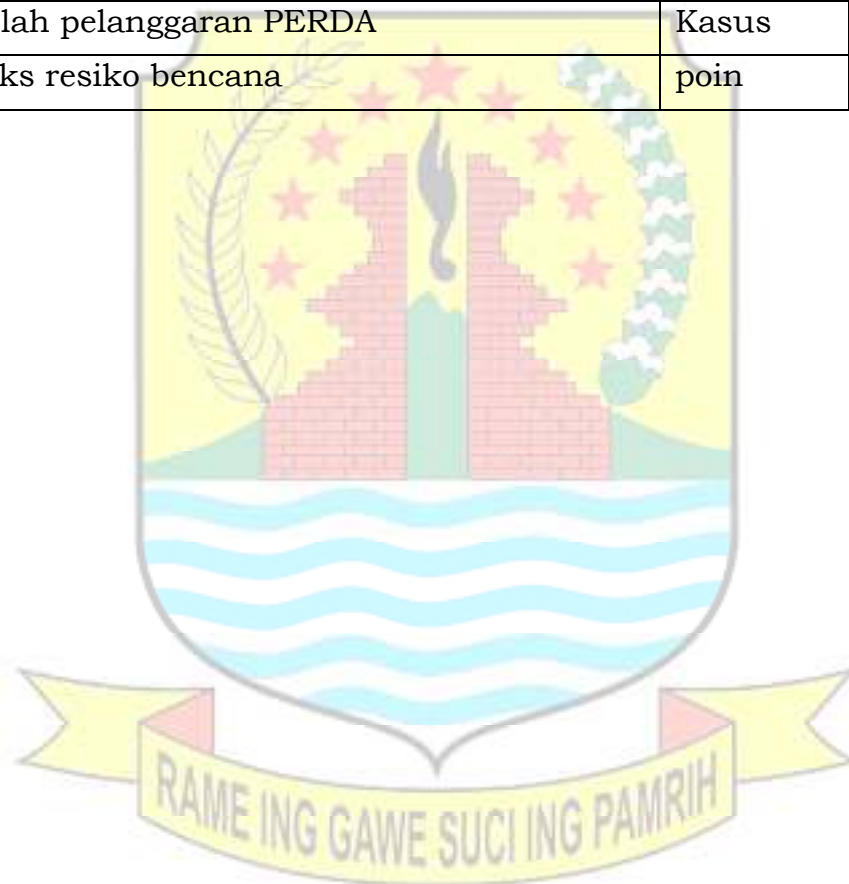 lah pelanggaran PERDA Kasus
ks resiko bencana poin
RAME ING GAWE SUCI ING PAMRIH